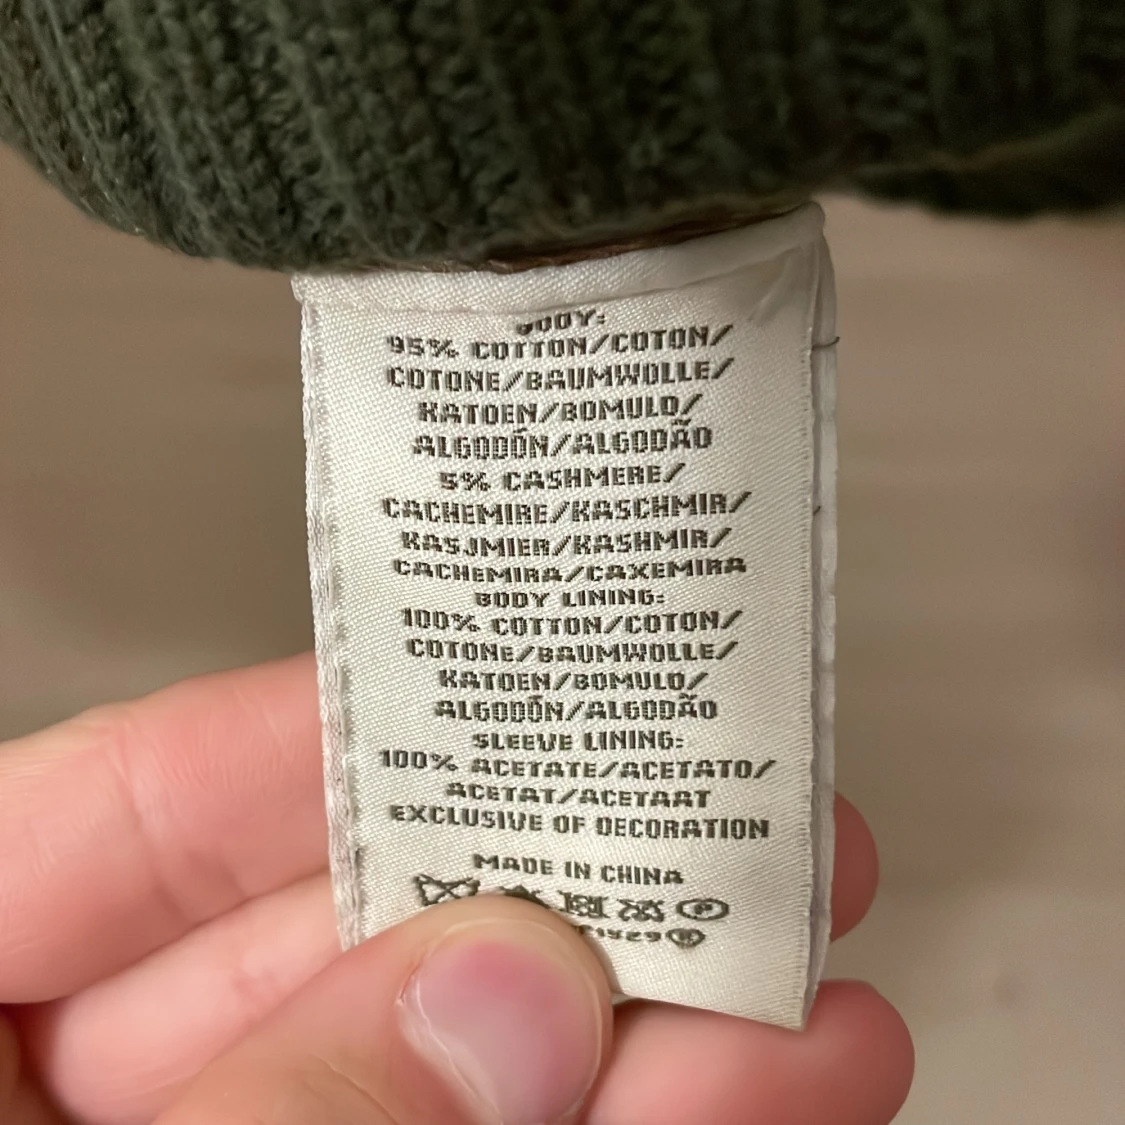 BODY:
95% COTTON/COTON/
COTONE/BAUMWOLLE/
KATOEN/BOMULD/
ALGODÓN/ALGODÃO
5% CASHMERE/
CACHEMIRE/KASCHMIR/
KASJMIER/KASHMIR/
CACHEMIRA/CAXEMIRA
BODY LINING:
100% COTTON/COTON/
COTONE/BAUMWOLLE/
KATOEN/BOMULD/
ALGODÓN/ALGODÃO
SLEEVE LINING:
100% ACETATE/ACETATO/
ACETAT/ACETAAT
EXCLUSIVE OF DECORATION
MADE IN CHINA
P